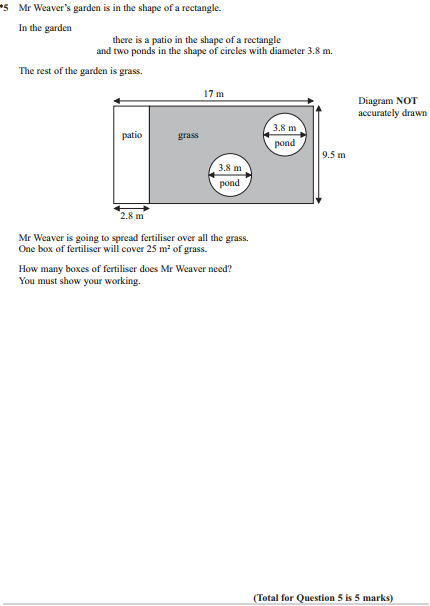 *5 Mr Weaver's garden is in the shape of a rectangle.
In the garden
there is a patio in the shape of a rectangle
and two ponds in the shape of circles with diameter 3.8 m.
The rest of the garden is grass.
17 m
Diagram NOT
accurately drawn
patio
grass
3.8 m
pond
9.5 m
3.8 m
pond
2.8 m
Mr Weaver is going to spread fertiliser over all the grass.
One box of fertiliser will cover 25 m² of grass.
How many boxes of fertiliser does Mr Weaver need?
You must show your working.
(Total for Question 5 is 5 marks)